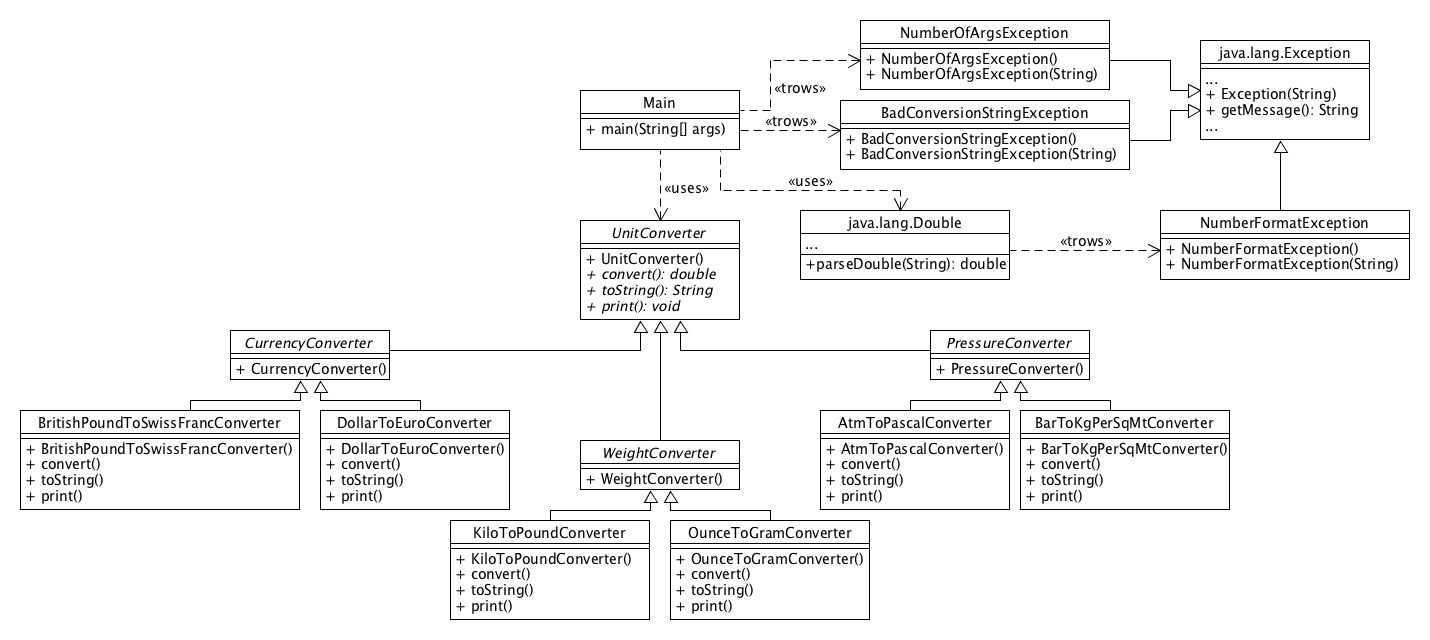 NumberOfArgsException
+ NumberOfArgsException()
+ NumberOfArgsException(String)
java.lang.Exception
...
+ Exception(String)
+ getMessage(): String
...
«trows»
Main
+ main(String[] args)
«trows»
BadConversionStringException
+ BadConversionStringException()
+ BadConversionStringException(String)
«uses»
«uses»
java.lang.Double
...
+parseDouble(String): double
«trows»
NumberFormatException
+ NumberFormatException()
+ NumberFormatException(String)
UnitConverter
+ UnitConverter()
+ convert(): double
+ toString(): String
+ print(): void
CurrencyConverter
+ CurrencyConverter()
PressureConverter
+ PressureConverter()
BritishPoundToSwissFrancConverter
+ BritishPoundToSwissFrancConverter()
+ convert()
+ toString()
+ print()
DollarToEuroConverter
+ DollarToEuroConverter()
+ convert()
+ toString()
+ print()
WeightConverter
+ WeightConverter()
AtmToPascalConverter
+ AtmToPascalConverter()
+ convert()
+ toString()
+ print()
BarToKgPerSqMtConverter
+ BarToKgPerSqMtConverter()
+ convert()
+ toString()
+ print()
KiloToPoundConverter
+ KiloToPoundConverter()
+ convert()
+ toString()
+ print()
OunceToGramConverter
+ OunceToGramConverter()
+ convert()
+ toString()
+ print()